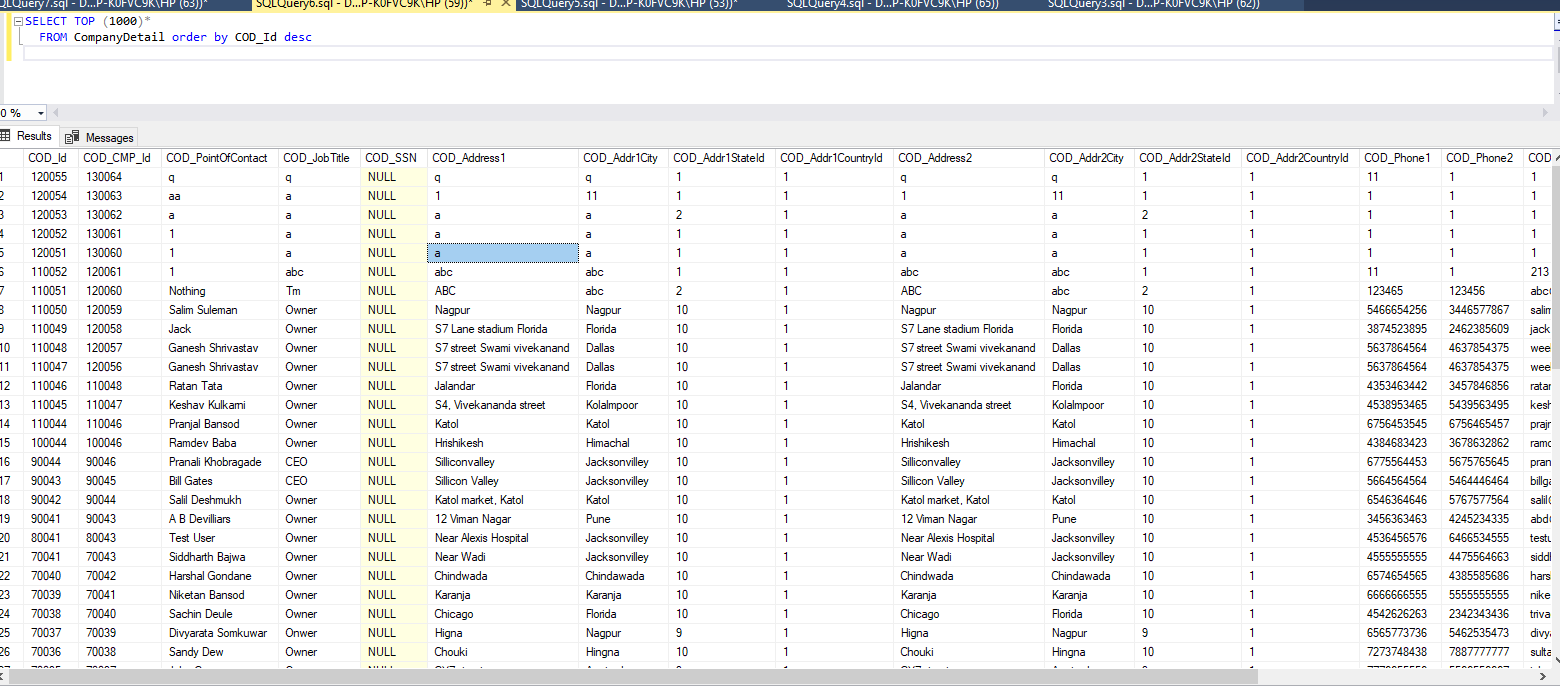 SQLQuery7.sql - D...P-K0FVC9K\HP (63))* SQLQuery6.sql - D...P-K0FVC9K\HP (59))* SQLQuery5.sql - D...P-K0FVC9K\HP (53))* SQLQuery4.sql - D...P-K0FVC9K\HP (65)) SQLQuery3.sql - D...P-K0FVC9K\HP (62))
SELECT TOP (1000)*
FROM CompanyDetail order by COD_Id desc
0 %
Results Messages
COD_Id COD_CMP_Id COD_PointOfContact COD_JobTitle COD_SSN COD_Address1 COD_Addr1City COD_Addr1StateId COD_Addr1CountryId COD_Address2 COD_Addr2City COD_Addr2StateId COD_Addr2CountryId COD_Phone1 COD_Phone2 COD
1 120055 130064 q q NULL q q 1 1 q q 1 1 11 1 1
2 120054 130063 aa a NULL 1 11 1 1 1 11 1 1 1 1 1
3 120053 130062 a a NULL a a 2 1 a a 2 1 1 1 1
4 120052 130061 1 a NULL a a 1 1 a a 1 1 1 1 1
5 120051 130060 1 a NULL a a 1 1 a a 1 1 1 1 1
6 110052 120061 1 abc NULL abc abc 1 1 abc abc 1 1 11 1 213
7 110051 120060 Nothing Tm NULL ABC abc 2 1 ABC abc 2 1 123465 123456 abc
8 110050 120059 Salim Suleman Owner NULL Nagpur Nagpur 10 1 Nagpur Nagpur 10 1 5466654256 3446577867 salim
9 110049 120058 Jack Owner NULL S7 Lane stadium Florida Florida 10 1 S7 Lane stadium Florida Florida 10 1 3874523895 2462385609 jack
10 110048 120057 Ganesh Shrivastav Owner NULL S7 street Swami vivekanand Dallas 10 1 S7 street Swami vivekanand Dallas 10 1 5637864564 4637854375 wee
11 110047 120056 Ganesh Shrivastav Owner NULL S7 street Swami vivekanand Dallas 10 1 S7 street Swami vivekanand Dallas 10 1 5637864564 4637854375 wee
12 110046 110048 Ratan Tata Owner NULL Jalandar Florida 10 1 Jalandar Florida 10 1 4353463442 3457846856 ratan
13 110045 110047 Keshav Kulkarni Owner NULL S4, Vivekananda street Kolalmpoor 10 1 S4, Vivekananda street Kolalmpoor 10 1 4538953465 5439563495 kesh
14 110044 110046 Pranjal Bansod Owner NULL Katol Katol 10 1 Katol Katol 10 1 6756453545 6756465457 prajn
15 100044 100046 Ramdev Baba Owner NULL Hrishikesh Himachal 10 1 Hrishikesh Himachal 10 1 4384683423 3678632862 ramd
16 90044 90046 Pranali Khobragade CEO NULL Silliconvalley Jacksonvilley 10 1 Silliconvalley Jacksonvilley 10 1 6775564453 5675765645 pran
17 90043 90045 Bill Gates CEO NULL Sillicon Valley Jacksonvilley 10 1 Sillicon Valley Jacksonvilley 10 1 5664564564 5464446464 billga
18 90042 90044 Salil Deshmukh Owner NULL Katol market, Katol Katol 10 1 Katol market, Katol Katol 10 1 6546364646 5767577564 salil
19 90041 90043 A B Devilliars Owner NULL 12 Viman Nagar Pune 10 1 12 Viman Nagar Pune 10 1 3456363463 4245234335 abd
20 80041 80043 Test User Owner NULL Near Alexis Hospital Jacksonvilley 10 1 Near Alexis Hospital Jacksonvilley 10 1 4536456576 6466534555 testu
21 70041 70043 Siddharth Bajwa Owner NULL Near Wadi Jacksonvilley 10 1 Near Wadi Jacksonvilley 10 1 4555555555 4475564663 siddh
22 70040 70042 Harshal Gondane Owner NULL Chindwada Chindawada 10 1 Chindwada Chindawada 10 1 6574654565 4385585686 hars
23 70039 70041 Niketan Bansod Owner NULL Karanja Karanja 10 1 Karanja Karanja 10 1 6666666555 5555555555 nike
24 70038 70040 Sachin Deule Owner NULL Chicago Florida 10 1 Chicago Florida 10 1 4542626263 2342343436 triva
25 70037 70039 Divyarata Somkuwar Onwer NULL Higna Nagpur 9 1 Higna Nagpur 9 1 6565773736 5462535473 divy
26 70036 70038 Sandy Dew Owner NULL Chouki Hingna 10 1 Chouki Hingna 10 1 7273748438 7887777777 sulta